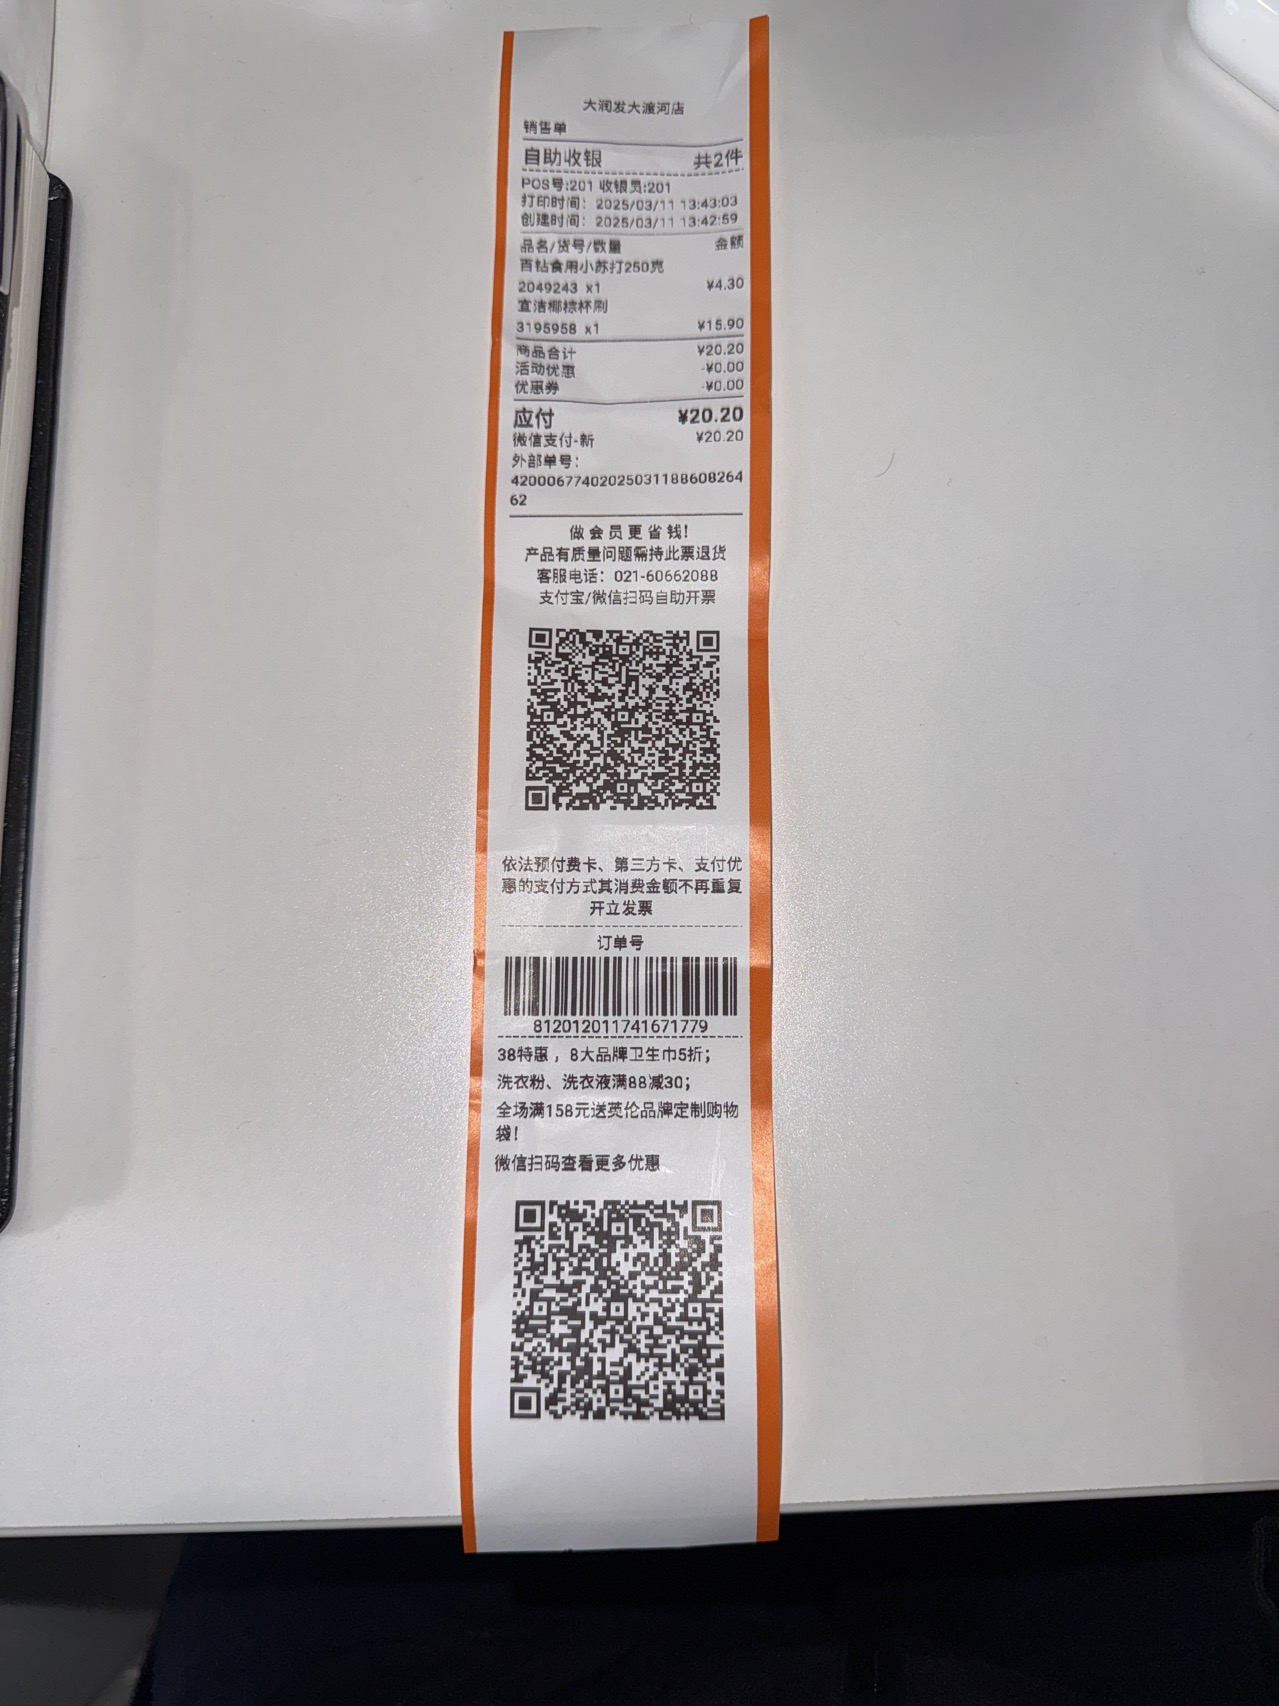 大润发大渡河店
销售单
自助收银 共2件
POS号:201 收银员:201
打印时间: 2025/03/11 13:43:03
创建时间: 2025/03/11 13:42:59
品名/货号/数量 金额
百钻食用小苏打250克
2049243 x1 ¥4.30
宜洁椰棕杯刷
3195958 x1 ¥15.90
商品合计 ¥20.20
活动优惠 -¥0.00
优惠券 -¥0.00
应付 ¥20.20
微信支付-新 ¥20.20
外部单号:
42000677402025031188608264
62
做会员更省钱!
产品有质量问题需持此票退货
客服电话: 021-60662088
支付宝/微信扫码自助开票
依法预付费卡、第三方卡、支付优
惠的支付方式其消费金额不再重复
开立发票
订单号
812012011741671779
38特惠, 8大品牌卫生巾5折;
洗衣粉、洗衣液满88减30;
全场满158元送英伦品牌定制购物
袋!
微信扫码查看更多优惠